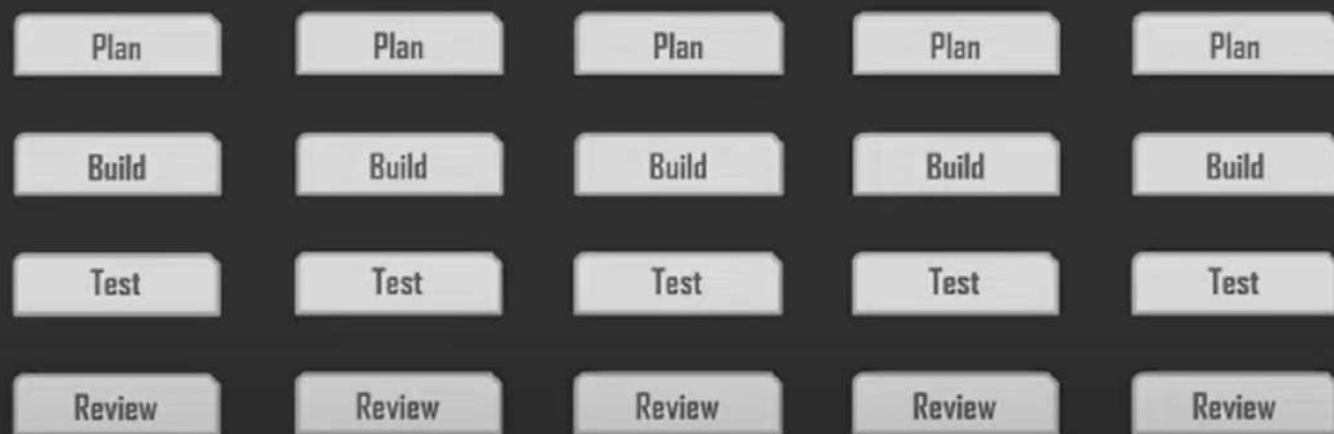 Plan Plan Plan Plan Plan
Build Build Build Build Build
Test Test Test Test Test
Review Review Review Review Review